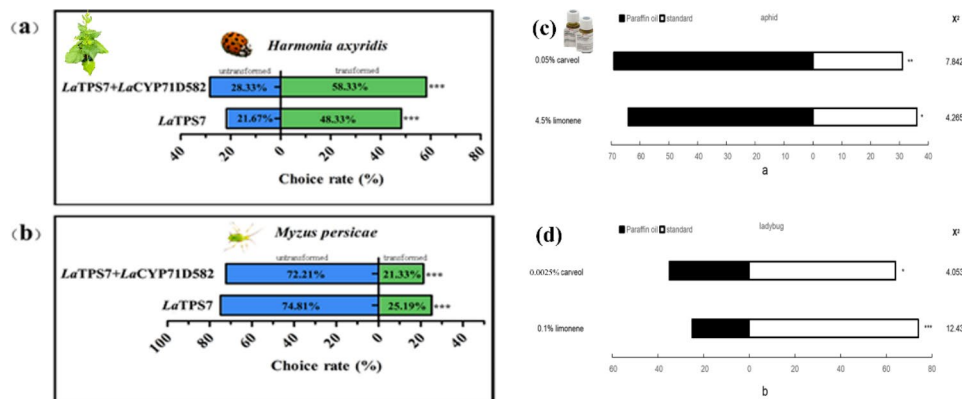 (a)
Harmonia axyridis
untransformed transformed
LaTPS7+LaCYP71D582 28.33% 58.33% ***
LaTPS7 21.67% 48.33% ***
40 20 0 20 40 60 80
Choice rate (%)
(b)
Myzus persicae
untransformed transformed
LaTPS7+LaCYP71D582 72.21% 21.33% ***
LaTPS7 74.81% 25.19% ***
100 80 60 40 20 0 20 40
Choice rate (%)
(c)
Paraffin oil standard aphid X²
0.05% carveol ** 7.842
4.5% limonene * 4.265
70 60 50 40 30 20 10 0 10 20 30 40
a
(d)
Paraffin oil standard ladybug X²
0.0025% carveol * 4.053
0.1% limonene *** 12.43
60 40 20 0 20 40 60 80
b